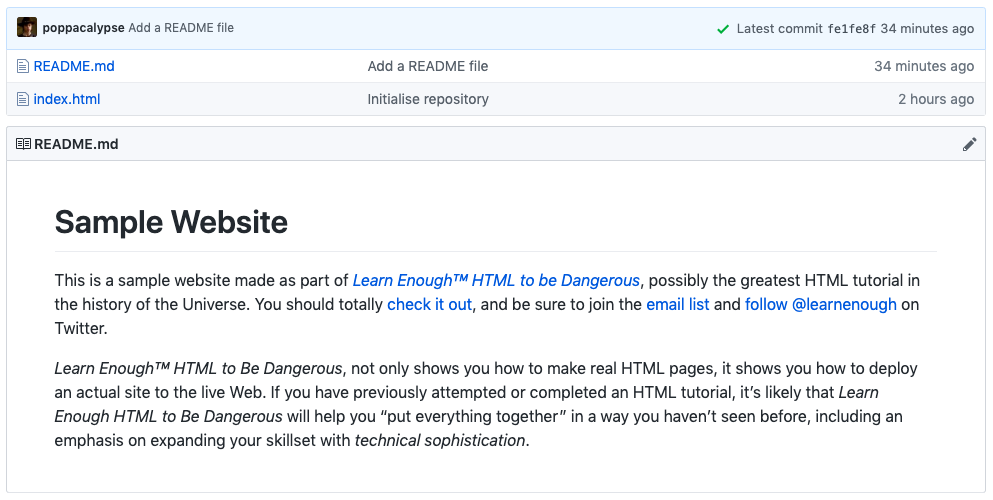 poppacalypse Add a README file Latest commit fe1fe8f 34 minutes ago
README.md Add a README file 34 minutes ago
index.html Initialise repository 2 hours ago
README.md
Sample Website
This is a sample website made as part of Learn Enough™ HTML to be Dangerous, possibly the greatest HTML tutorial in
the history of the Universe. You should totally check it out, and be sure to join the email list and follow @learnenough on
Twitter.
Learn Enough™ HTML to Be Dangerous, not only shows you how to make real HTML pages, it shows you how to deploy
an actual site to the live Web. If you have previously attempted or completed an HTML tutorial, it’s likely that Learn
Enough HTML to Be Dangerous will help you “put everything together” in a way you haven’t seen before, including an
emphasis on expanding your skillset with technical sophistication.